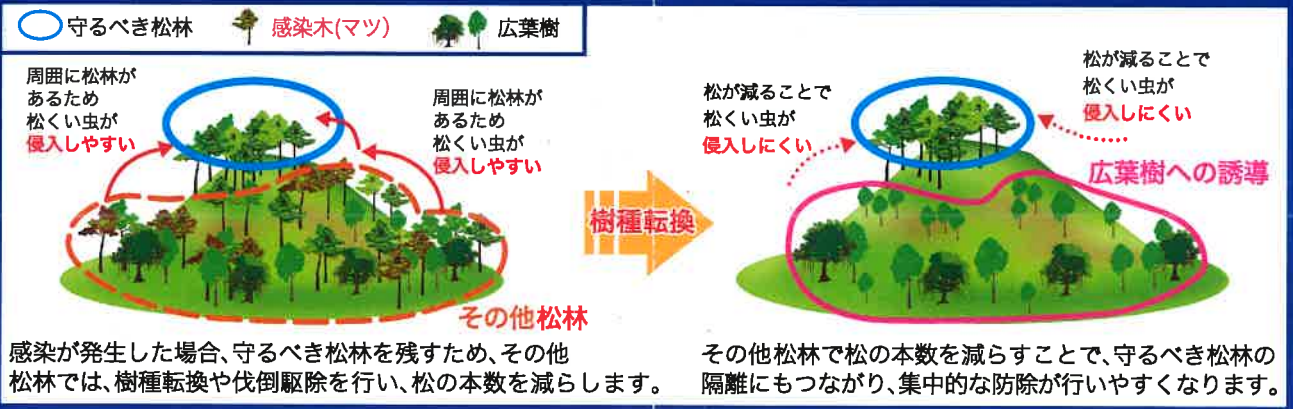 守るべき松林 感染木(マツ) 広葉樹
周囲に松林が
あるため
松くい虫が
侵入しやすい
周囲に松林が
あるため
松くい虫が
侵入しやすい
その他松林
感染が発生した場合、守るべき松林を残すため、その他
松林では、樹種転換や伐倒駆除を行い、松の本数を減らします。
樹種転換
松が減ることで
松くい虫が
侵入しにくい
松が減ることで
松くい虫が
侵入しにくい
広葉樹への誘導
その他松林で松の本数を減らすことで、守るべき松林の
隔離にもつながり、集中的な防除が行いやすくなります。